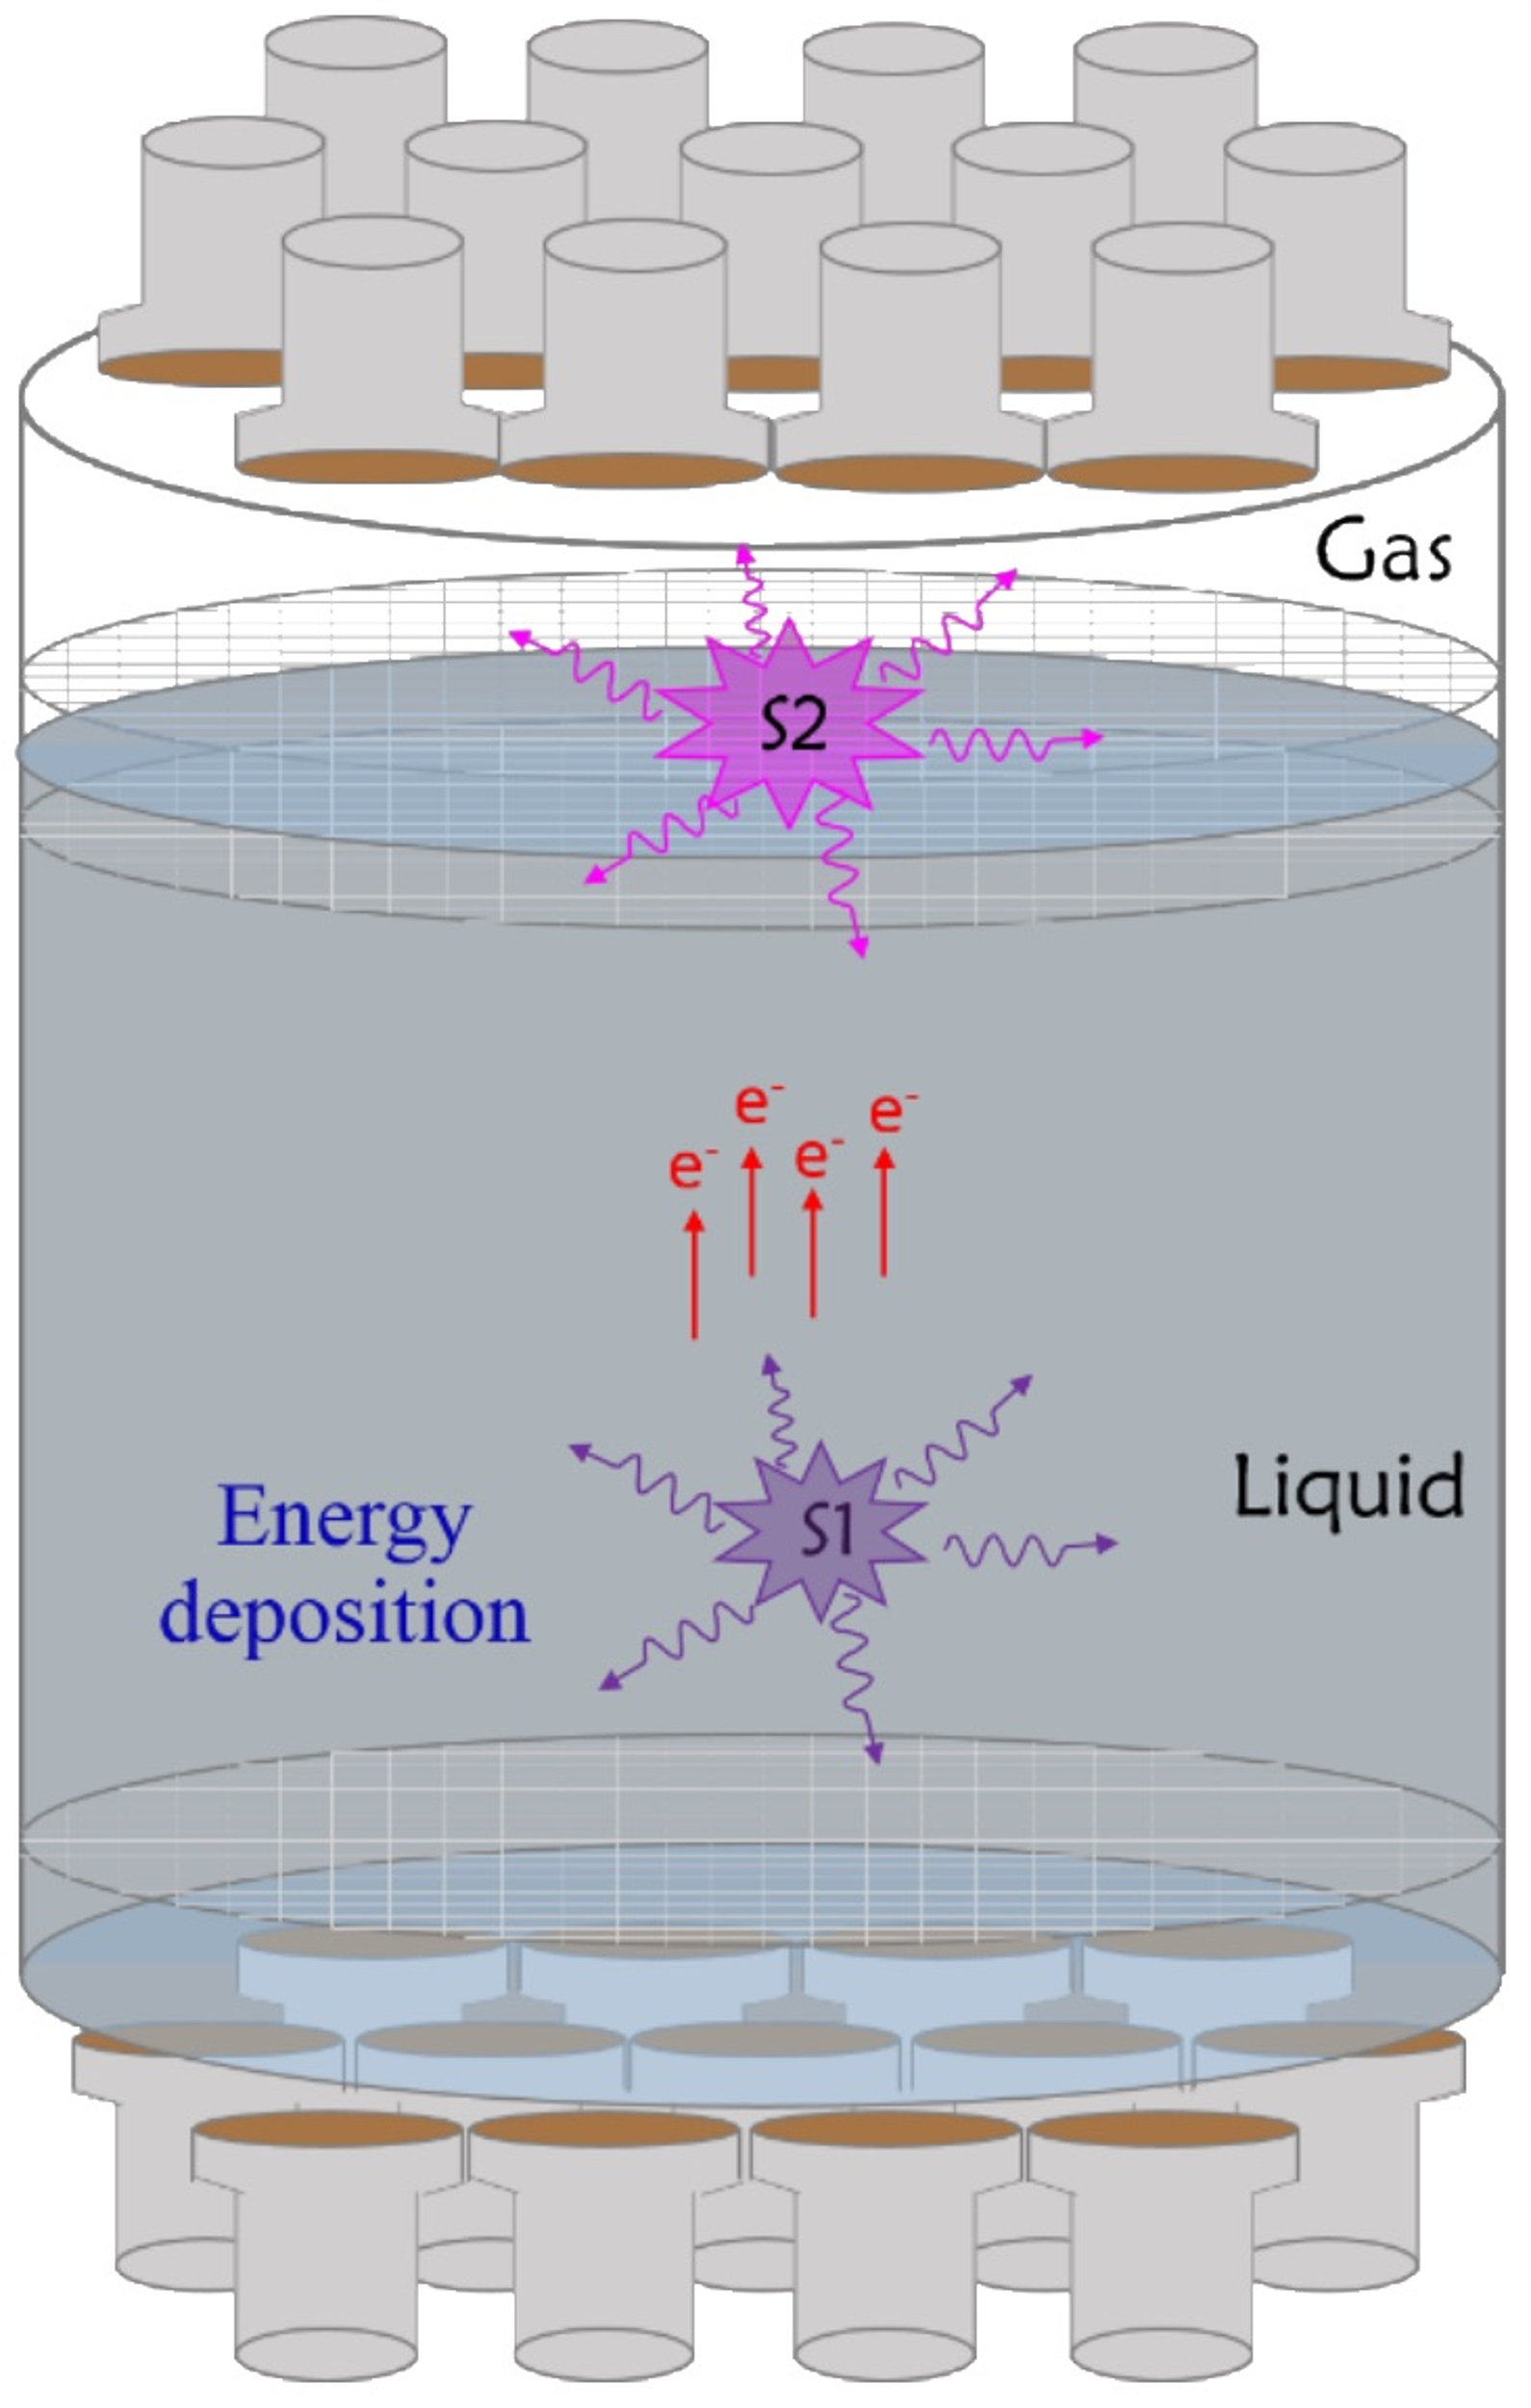 Gas
S2
e-
e-
e-
e-
Energy
deposition
S1
Liquid